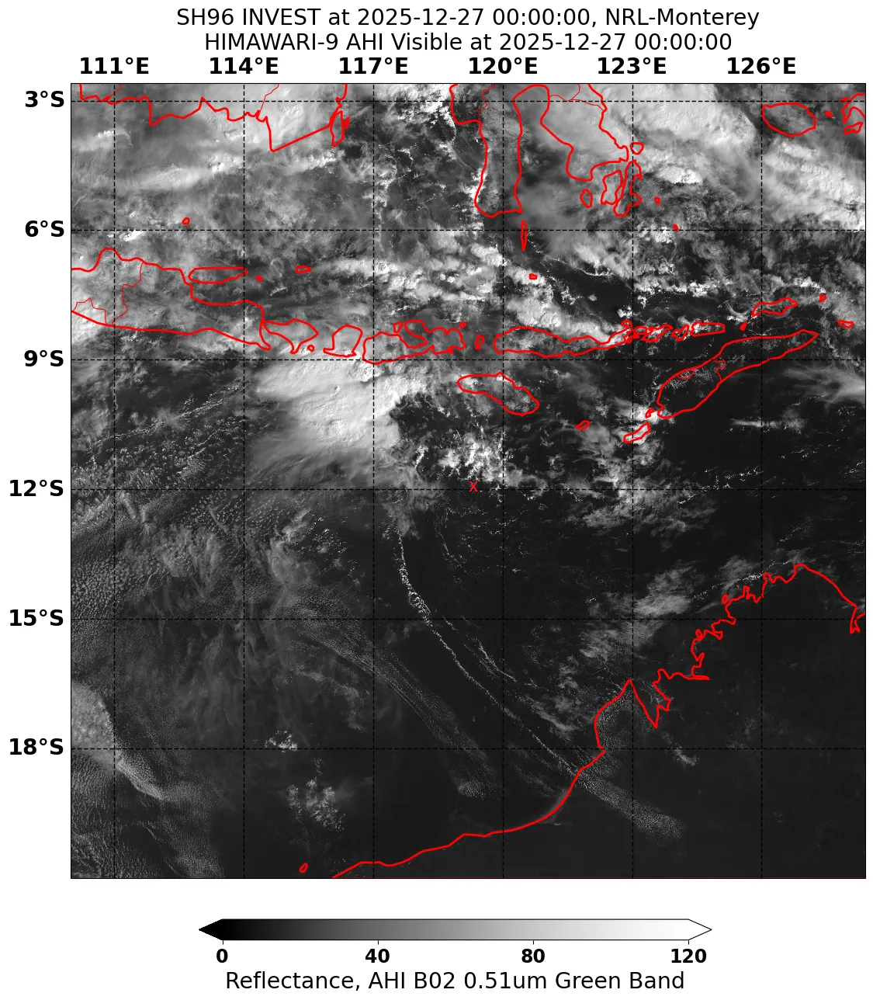 SH96 INVEST at 2025-12-27 00:00:00, NRL-Monterey
HIMAWARI-9 AHI Visible at 2025-12-27 00:00:00
111°E 114°E 117°E 120°E 123°E 126°E
3°S
6°S
9°S
12°S
x
15°S
18°S
0 40 80 120
Reflectance, AHI B02 0.51um Green Band